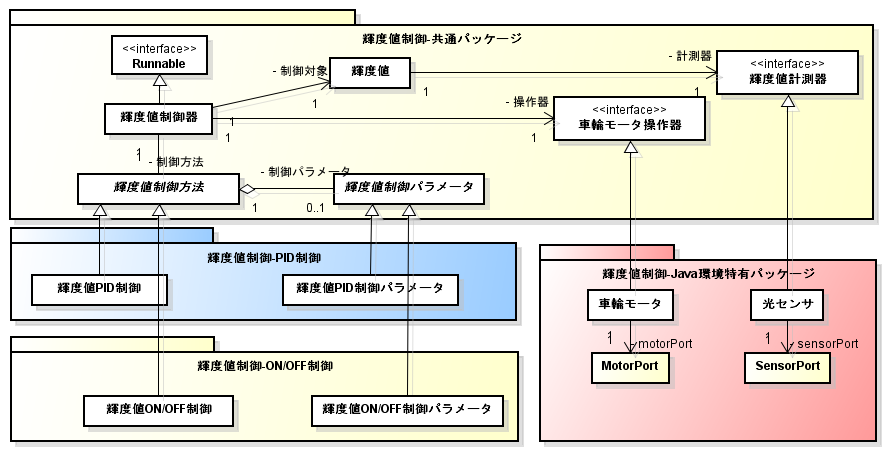 輝度値制御-共通パッケージ
<<interface>>
Runnable
- 制御対象
輝度値
- 計測器
<<interface>>
輝度値計測器
1
1
1
輝度値制御器
1
1
- 操作器
1
<<interface>>
車輪モータ操作器
1
1
- 制御方法
輝度値制御方法
- 制御パラメータ
1
0..1
輝度値制御パラメータ
輝度値制御-PID制御
輝度値PID制御
輝度値PID制御パラメータ
輝度値制御-Java環境特有パッケージ
車輪モータ
光センサ
1
1
- motorPort
1
1
- sensorPort
MotorPort
SensorPort
輝度値制御-ON/OFF制御
輝度値ON/OFF制御
輝度値ON/OFF制御パラメータ